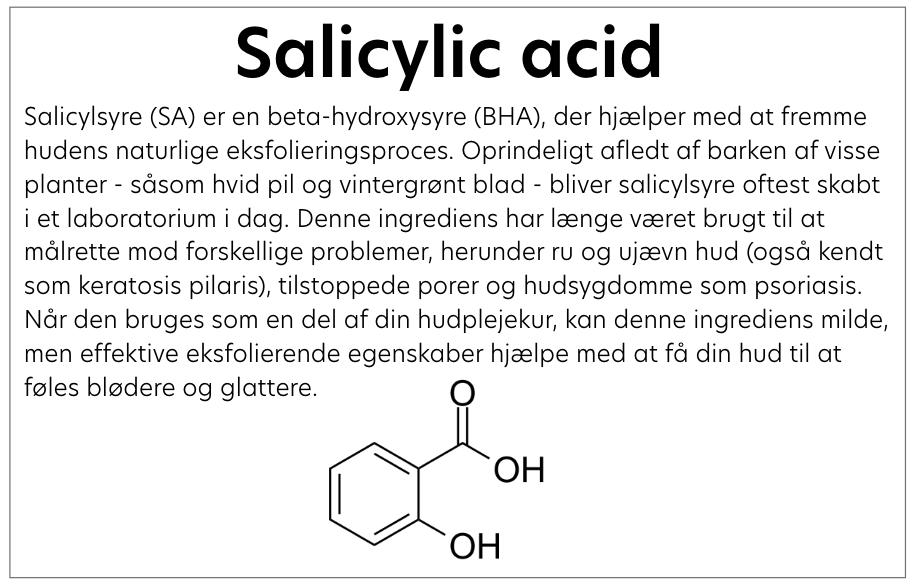 Salicylic acid
Salicylsyre (SA) er en beta-hydroxysyre (BHA), der hjælper med at fremme
hudens naturlige eksfolieringsproces. Oprindeligt afledt af barken af visse
planter - såsom hvid pil og vintergrønt blad - bliver salicylsyre oftest skabt
i et laboratorium i dag. Denne ingrediens har længe været brugt til at
målrette mod forskellige problemer, herunder ru og ujævn hud (også kendt
som keratosis pilaris), tilstoppede porer og hudsygdomme som psoriasis.
Når den bruges som en del af din hudplejekur, kan denne ingrediens milde,
men effektive eksfolierende egenskaber hjælpe med at få din hud til at
føles blødere og glattere.
O
OH
OH